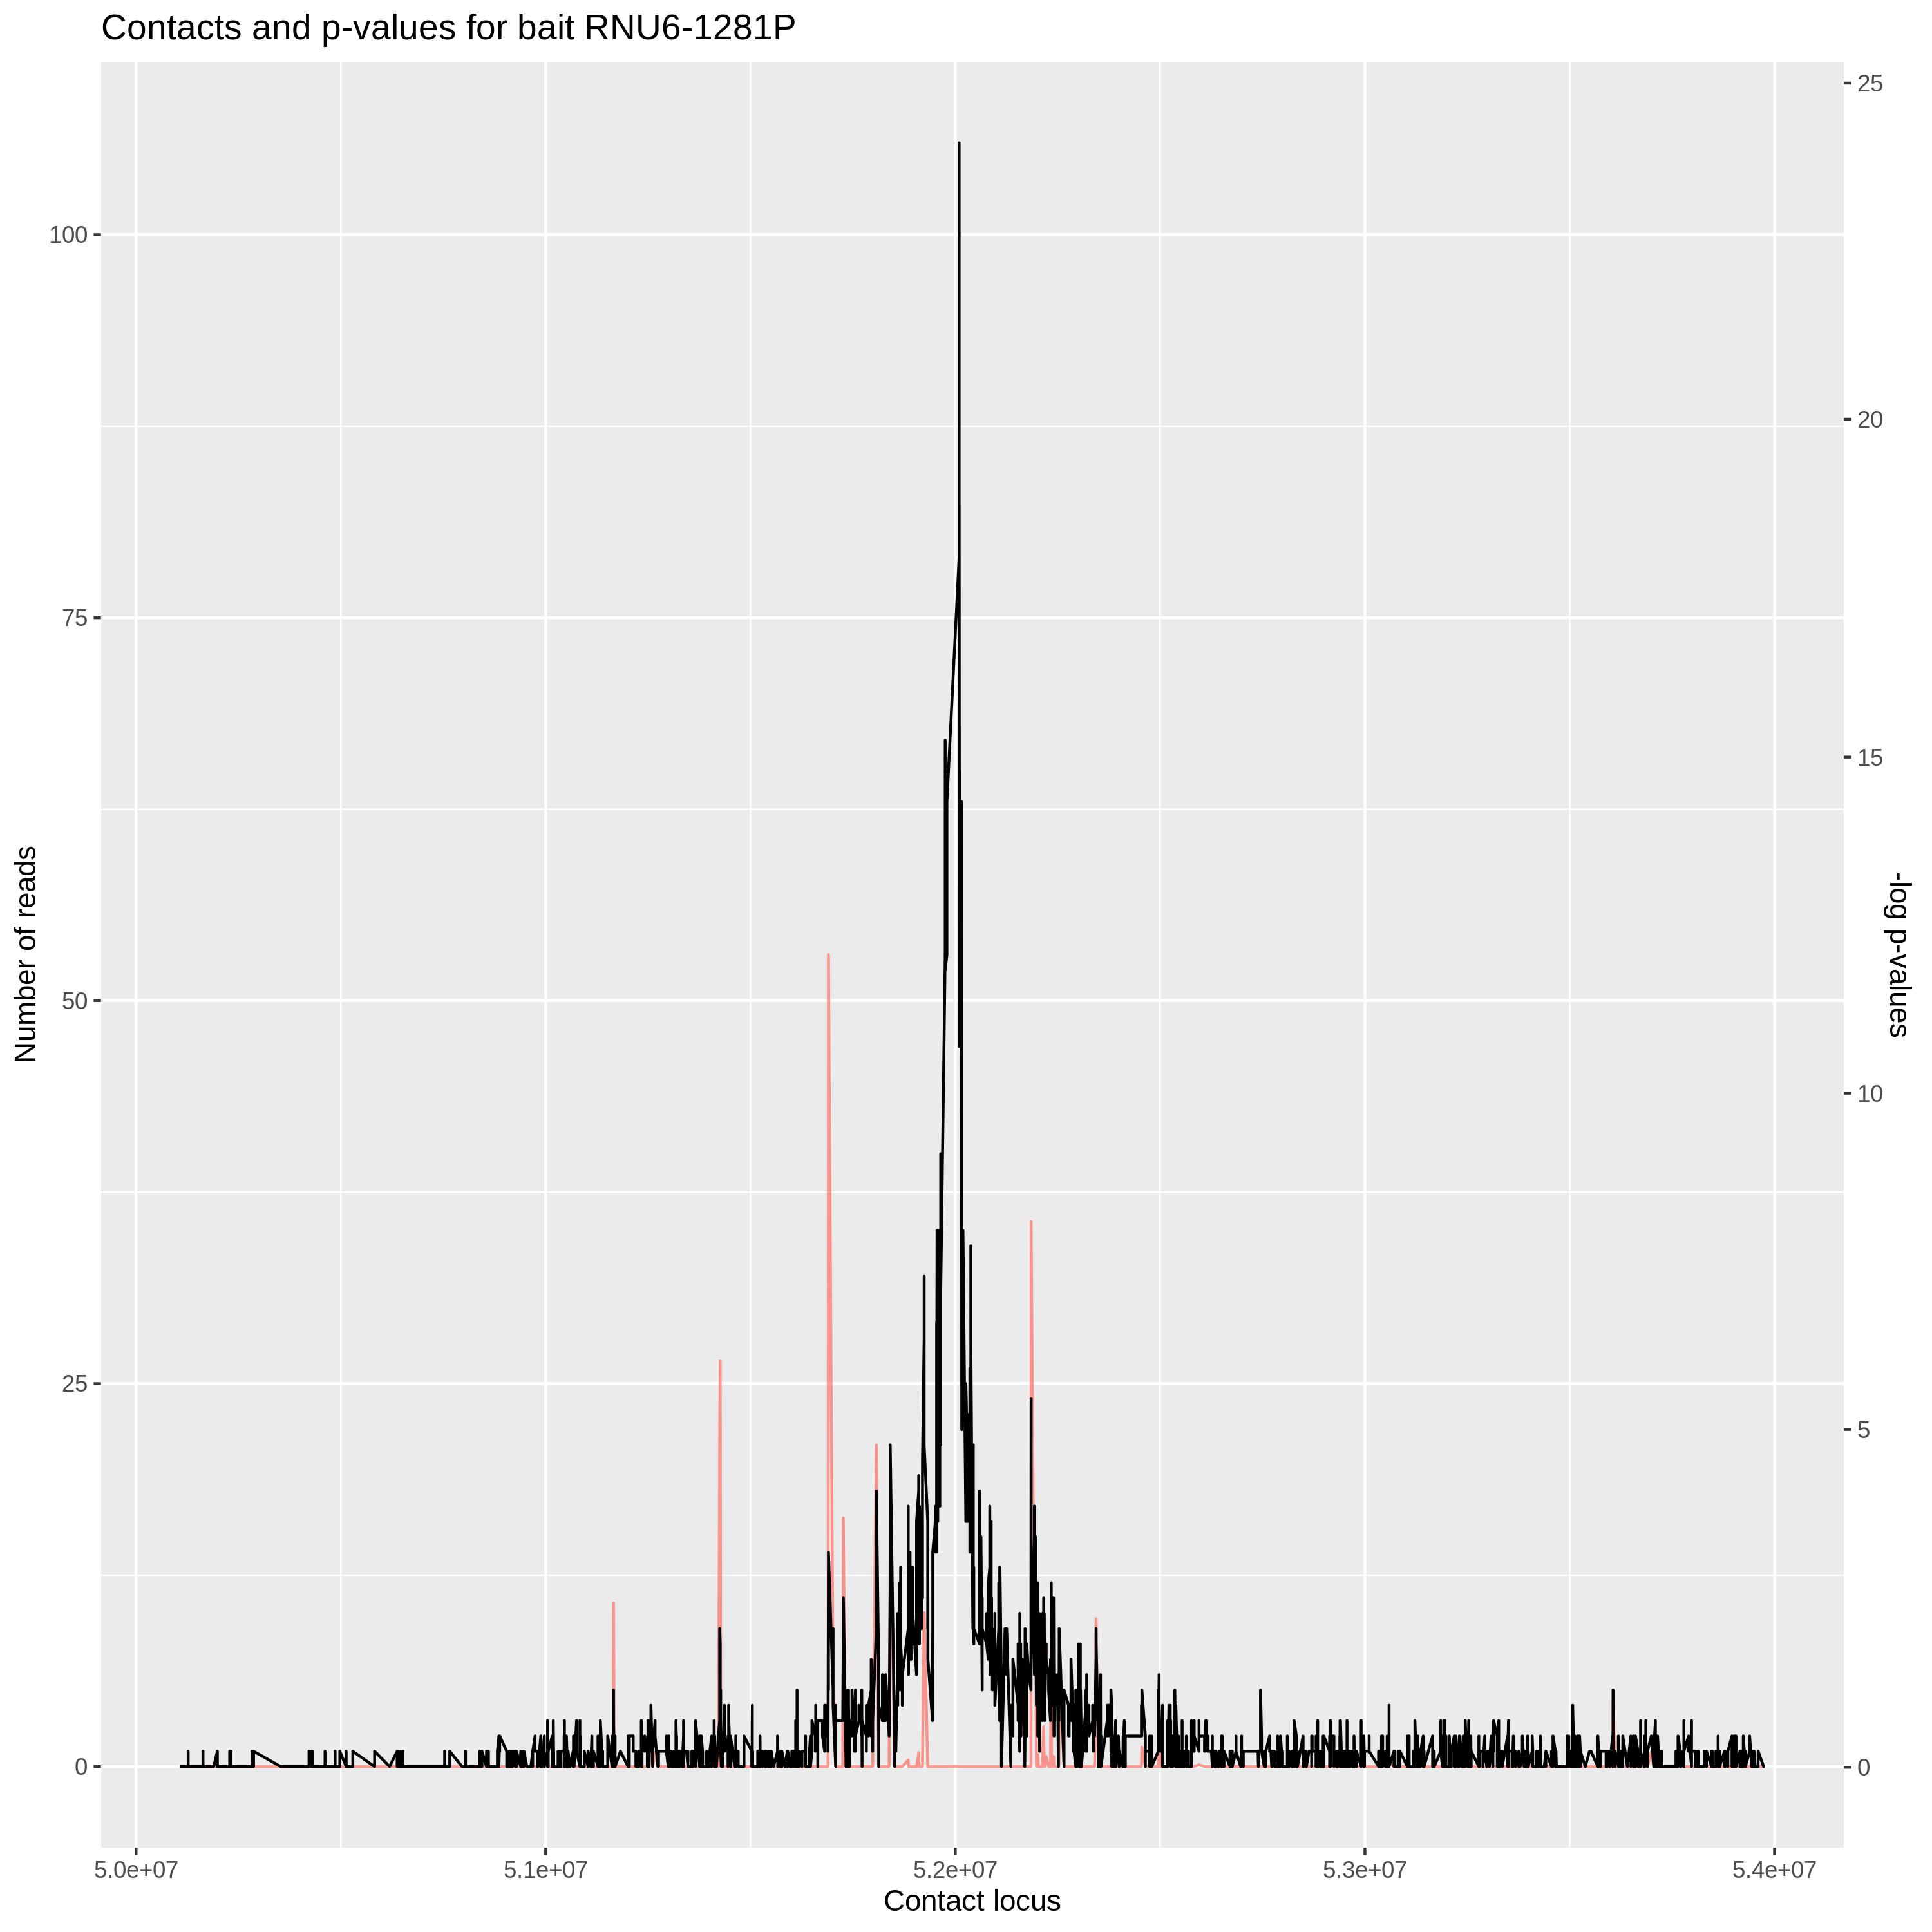 Contacts and p-values for bait RNU6-1281P
Number of reads
100
75
50
25
0
25
20
15
10
5
0
-log p-values
5.0e+07 5.1e+07 5.2e+07 5.3e+07 5.4e+07
Contact locus